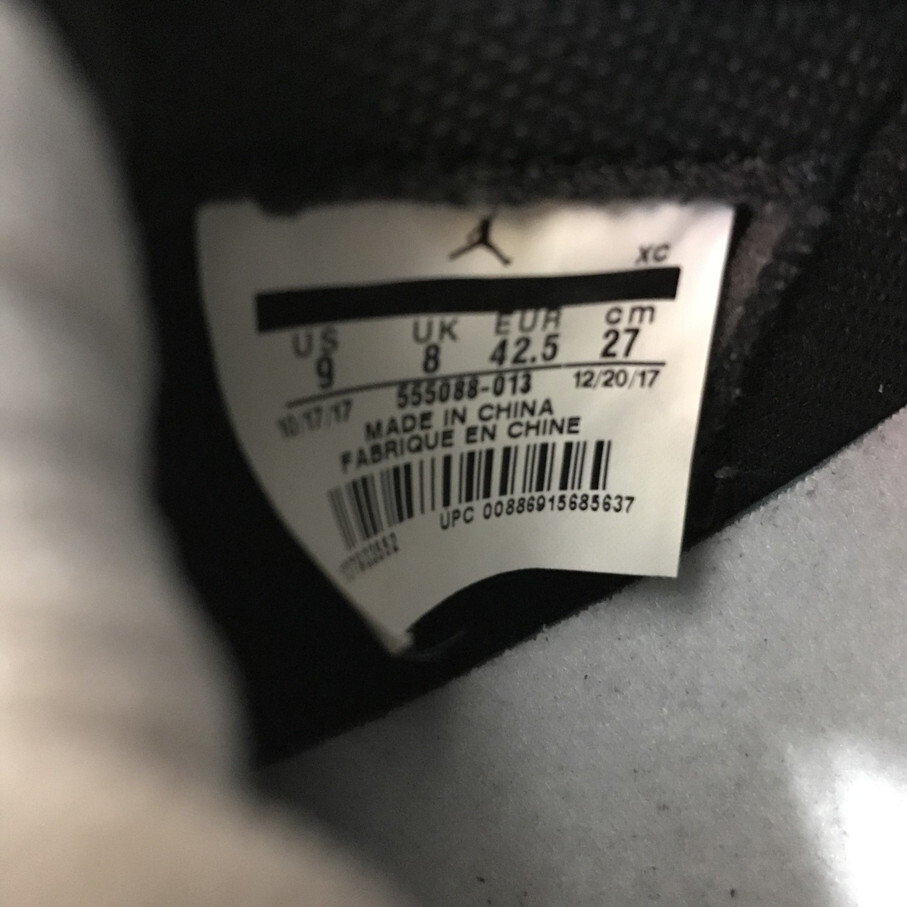 XC
US UK EUR cm
9 8 42.5 27
10/17/17 555088-013 12/20/17
MADE IN CHINA
FABRIQUE EN CHINE
UPC 00886915685637